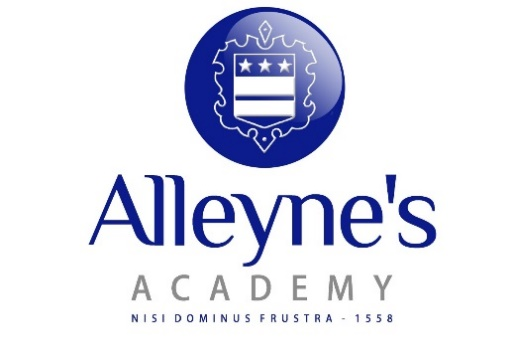 Alleyne's
ACADEMY
NISI DOMINUS FRUSTRA - 1558